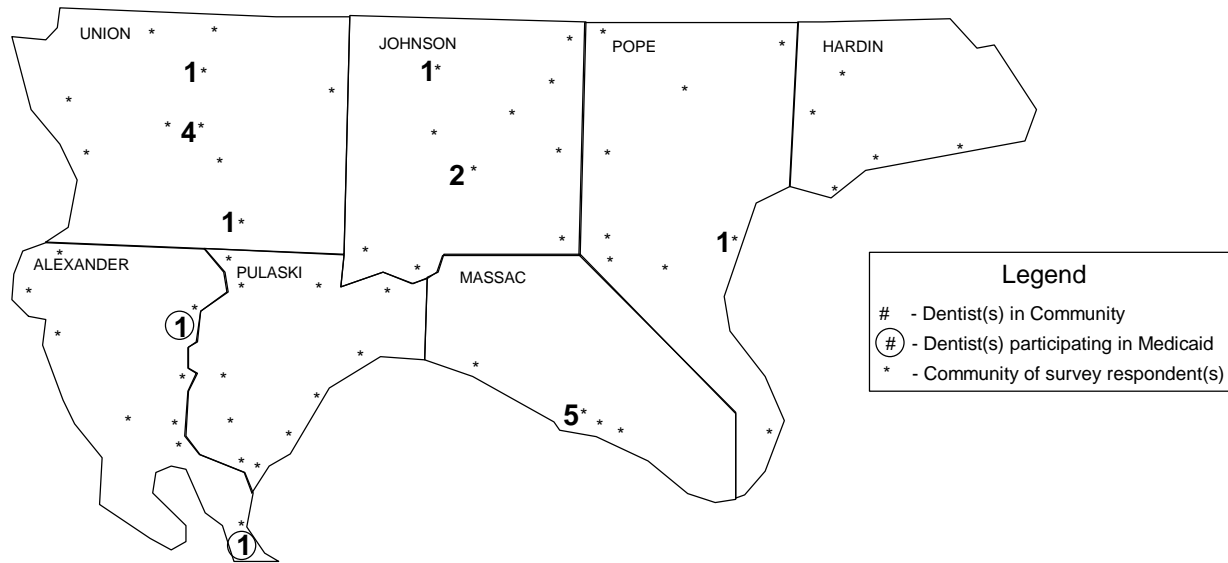 UNION
JOHNSON
POPE
HARDIN
1*
1*
4*
2*
1*
1*
ALEXANDER
PULASKI
MASSAC
1
5*
1
Legend
# - Dentist(s) in Community
# - Dentist(s) participating in Medicaid
* - Community of survey respondent(s)